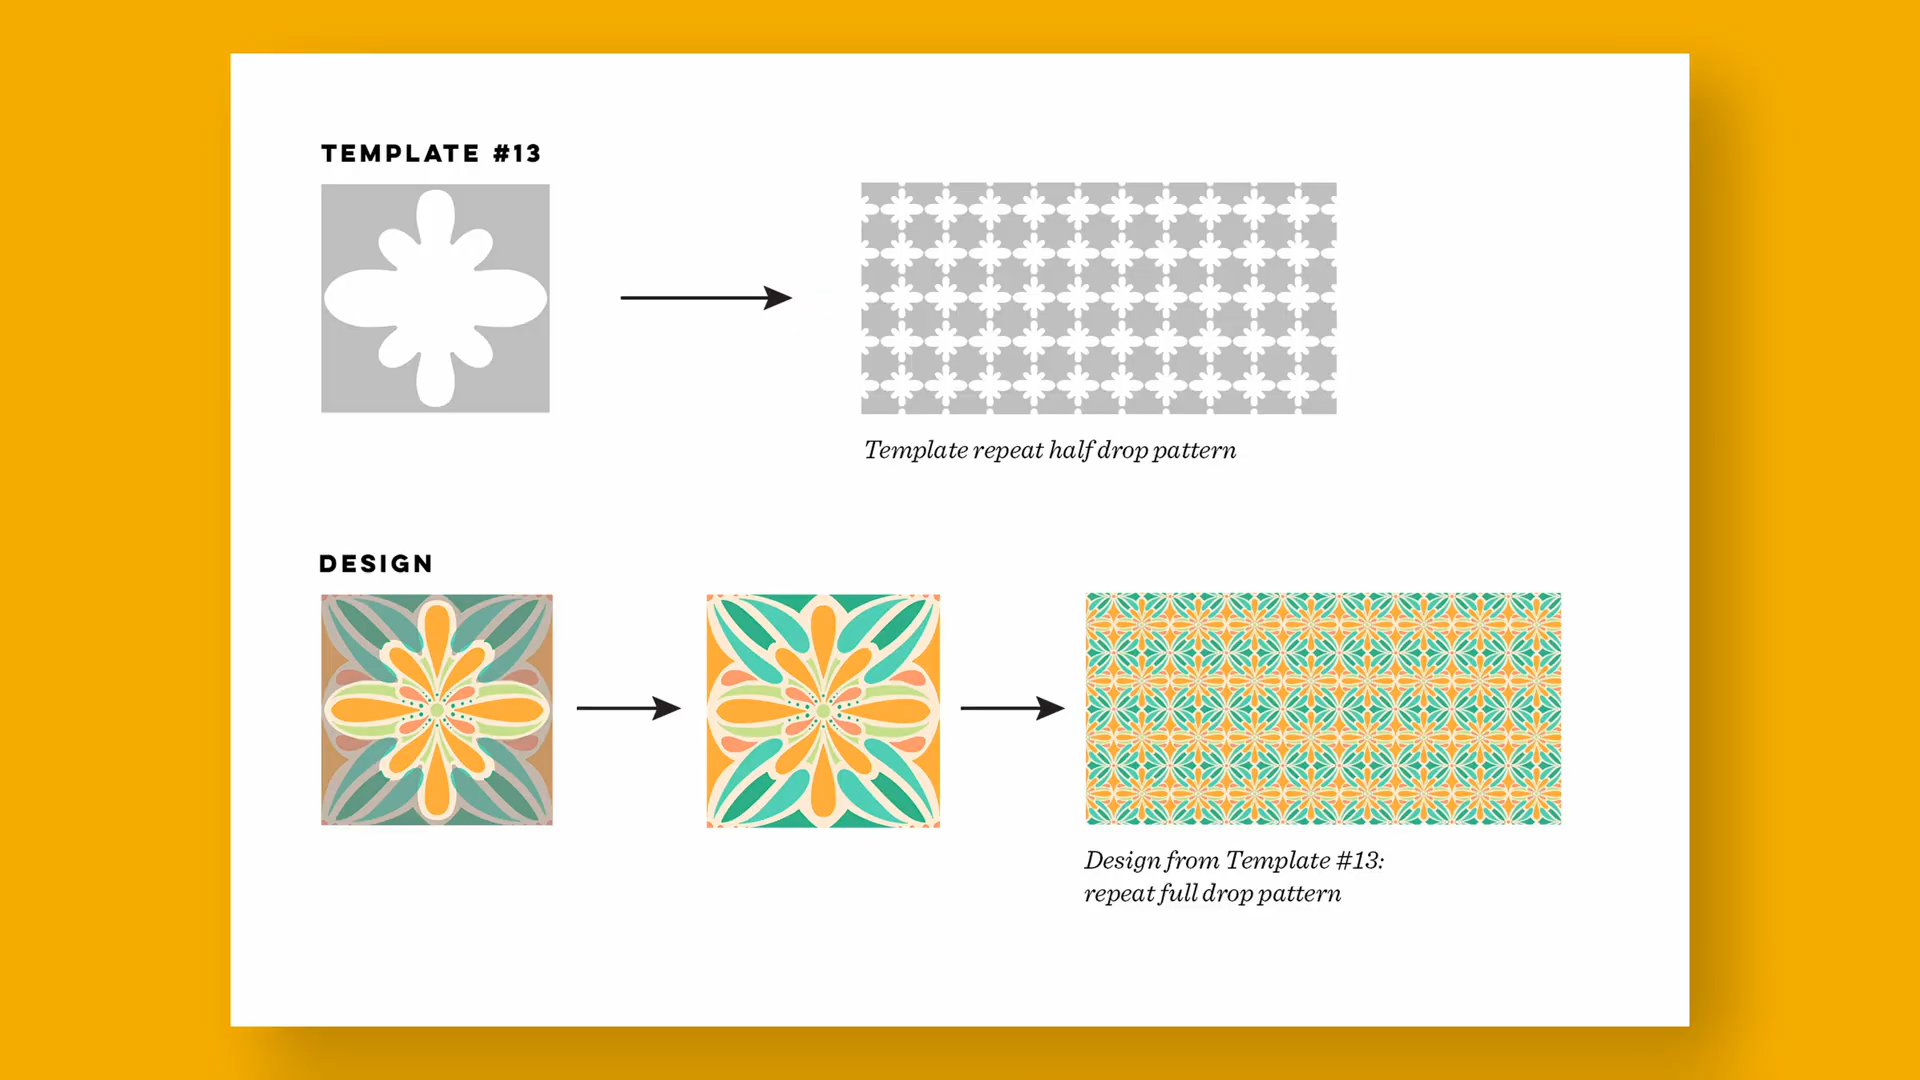 TEMPLATE #13
Template repeat half drop pattern
DESIGN
Design from Template #13:
repeat full drop pattern